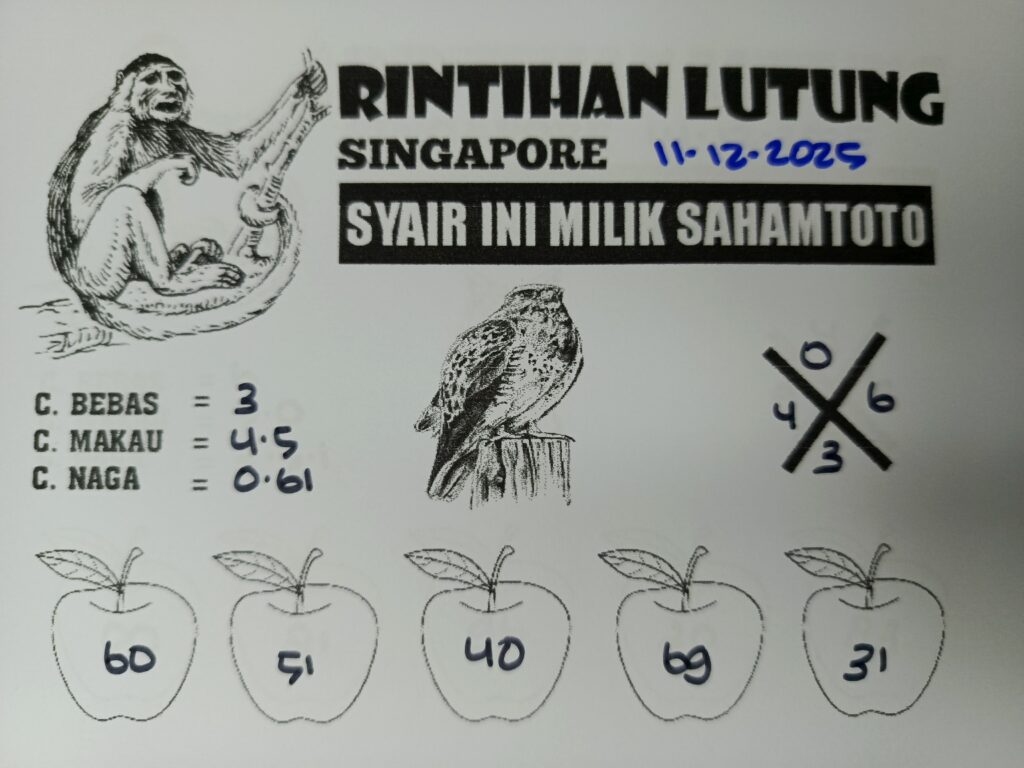 RINTIHAN LUTUNG
SINGAPORE 11.12.2025
SYAIR INI MILIK SAHAMTOTO
C. BEBAS = 3
C. MAKAU = 4.5
C. NAGA = 0.61
0
4 6
3
60 51 40 69 31